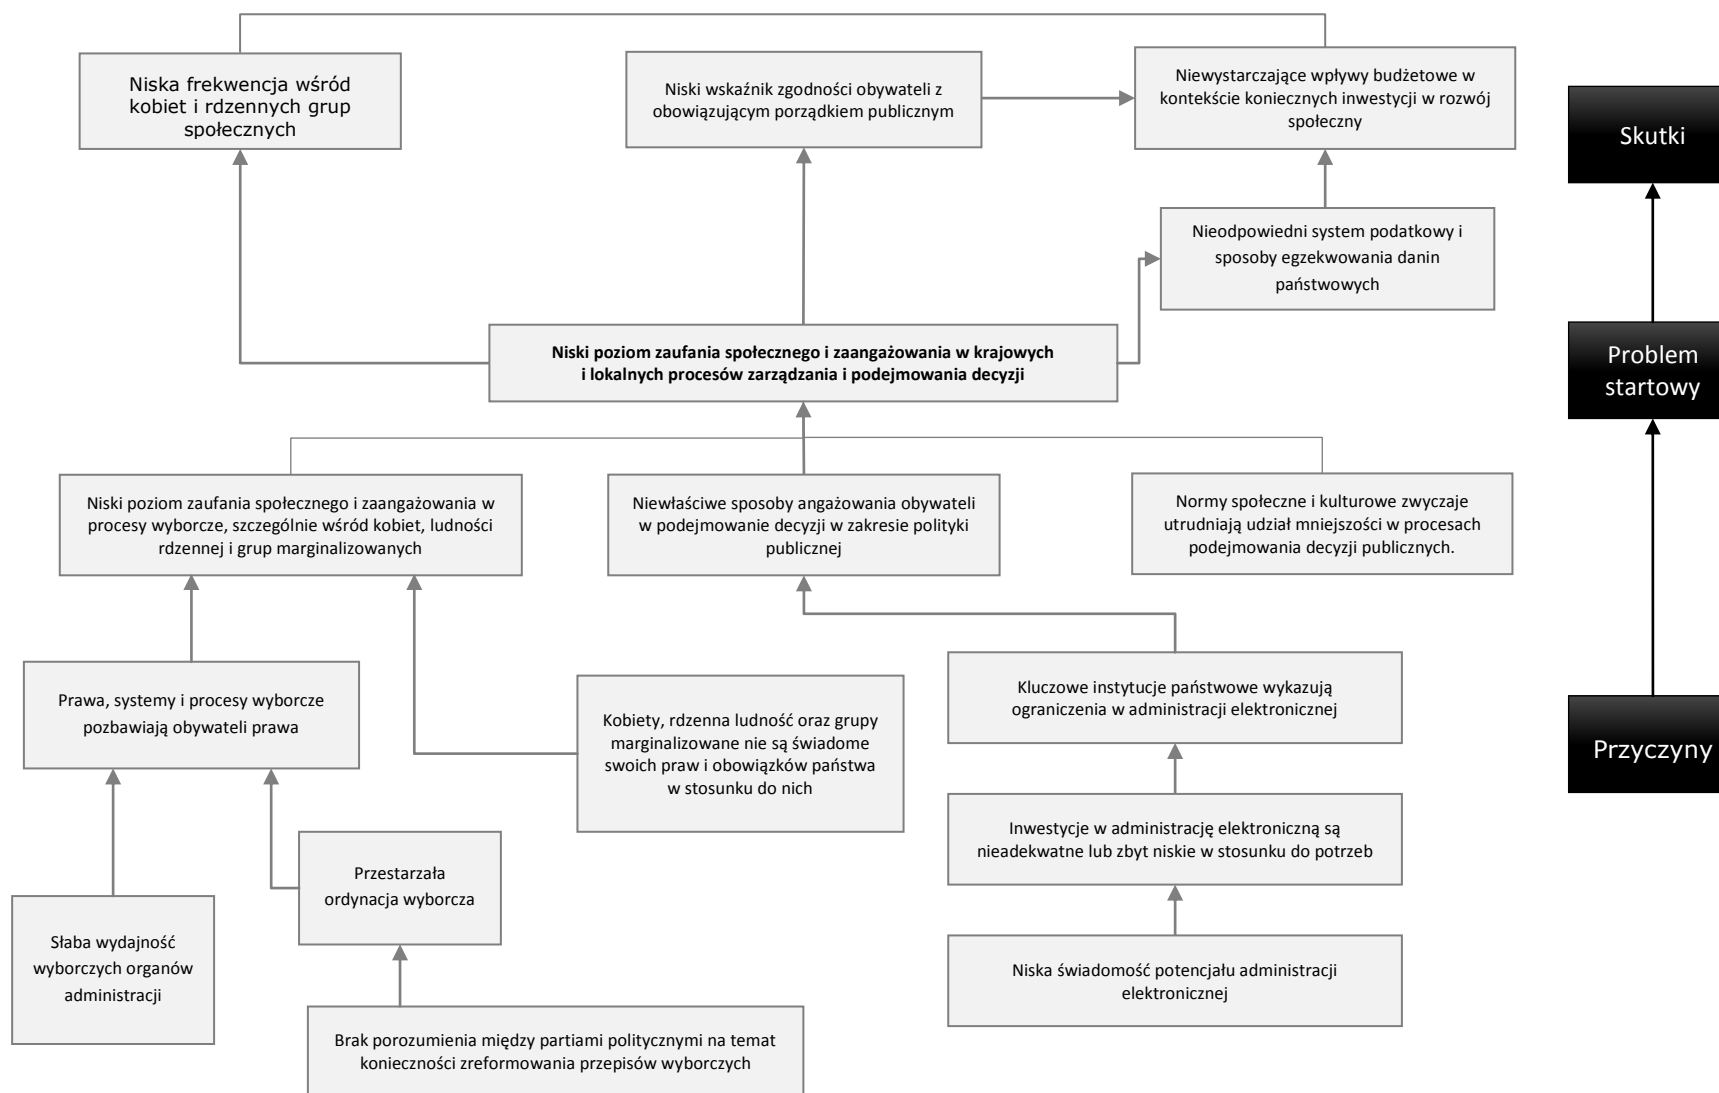 Niska frekwencja wśród
kobiet i rdzennych grup
społecznych
Niski wskaźnik zgodności obywateli z
obowiązującym porządkiem publicznym
Niewystarczające wpływy budżetowe w
kontekście koniecznych inwestycji w rozwój
społeczny
Skutki
Nieodpowiedni system podatkowy i
sposoby egzekwowania danin
państwowych
Niski poziom zaufania społecznego i zaangażowania w krajowych
i lokalnych procesów zarządzania i podejmowania decyzji
Problem
startowy
Niski poziom zaufania społecznego i zaangażowania w
procesy wyborcze, szczególnie wśród kobiet, ludności
rdzennej i grup marginalizowanych
Niewłaściwe sposoby angażowania obywateli
w podejmowanie decyzji w zakresie polityki
publicznej
Normy społeczne i kulturowe zwyczaje
utrudniają udział mniejszości w procesach
podejmowania decyzji publicznych.
Prawa, systemy i procesy wyborcze
pozbawiają obywateli prawa
Kobiety, rdzenna ludność oraz grupy
marginalizowane nie są świadome
swoich praw i obowiązków państwa
w stosunku do nich
Kluczowe instytucje państwowe wykazują
ograniczenia w administracji elektronicznej
Przyczyny
Inwestycje w administrację elektroniczną są
nieadekwatne lub zbyt niskie w stosunku do potrzeb
Przestarzała
ordynacja wyborcza
Słaba wydajność
wyborczych organów
administracji
Niska świadomość potencjału administracji
elektronicznej
Brak porozumienia między partiami politycznymi na temat
konieczności zreformowania przepisów wyborczych